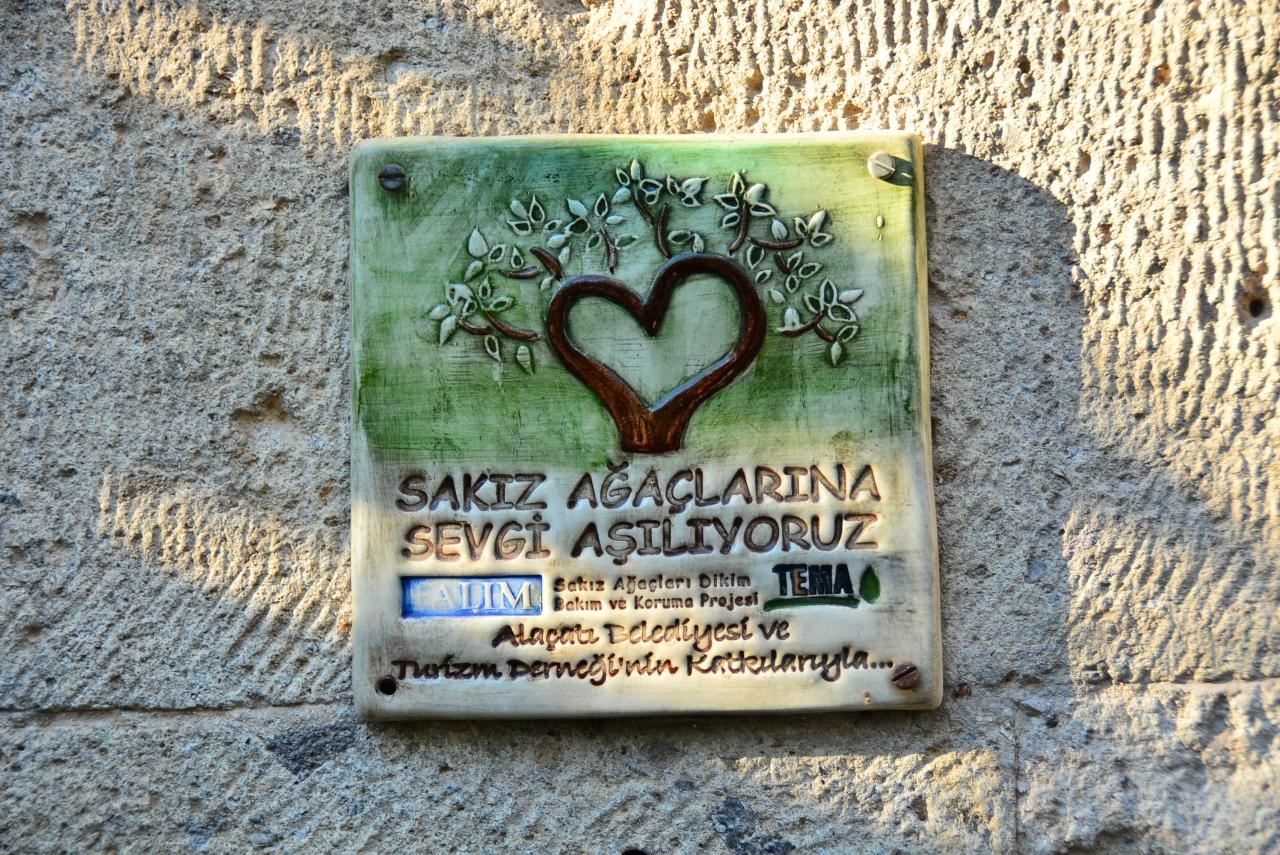 SAKIZ AĞAÇLARINA
SEVGİ AŞILIYORUZ
FALIM
Sakız Ağaçları Dikim
Bakım ve Koruma Projesi
TEMA
Alaçatı Belediyesi ve
Turizm Derneği'nin Katkılarıyla...